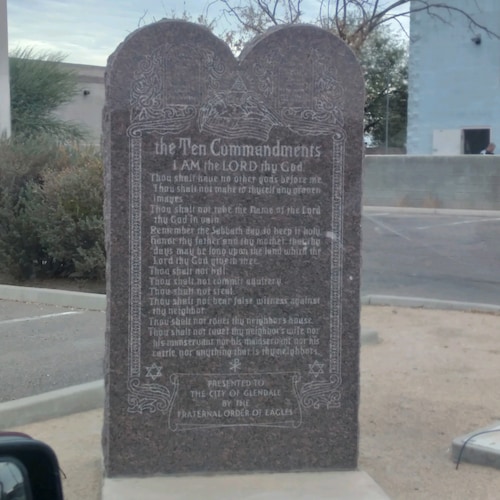 the Ten Commandments
I AM the LORD thy God
Thou shalt have no other gods before me.
Thou shalt not make to thyself any graven
images.
Thou shalt not take the Name of the Lord
thy God in vain.
Remember the Sabbath day, to keep it holy.
Honor thy father and thy mother, that thy
days may be long upon the land which the
Lord thy God giveth thee.
Thou shalt not kill.
Thou shalt not commit adultery.
Thou shalt not steal.
Thou shalt not bear false witness against
thy neighbor.
Thou shalt not covet thy neighbor's house.
Thou shalt not covet thy neighbor's wife nor
his manservant nor his maidservant nor his
cattle nor anything that is thy neighbor's.
PRESENTED TO
THE CITY OF GLENDALE
BY THE
FRATERNAL ORDER OF EAGLES